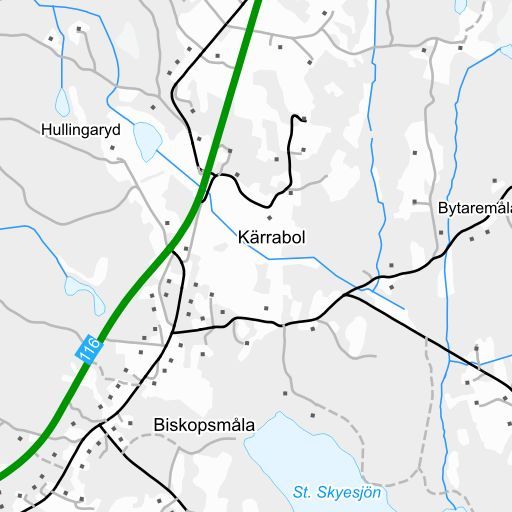 Hullingaryd
Bytaremåla
Kärrabol
116
Biskopsmåla
St. Skyesjön